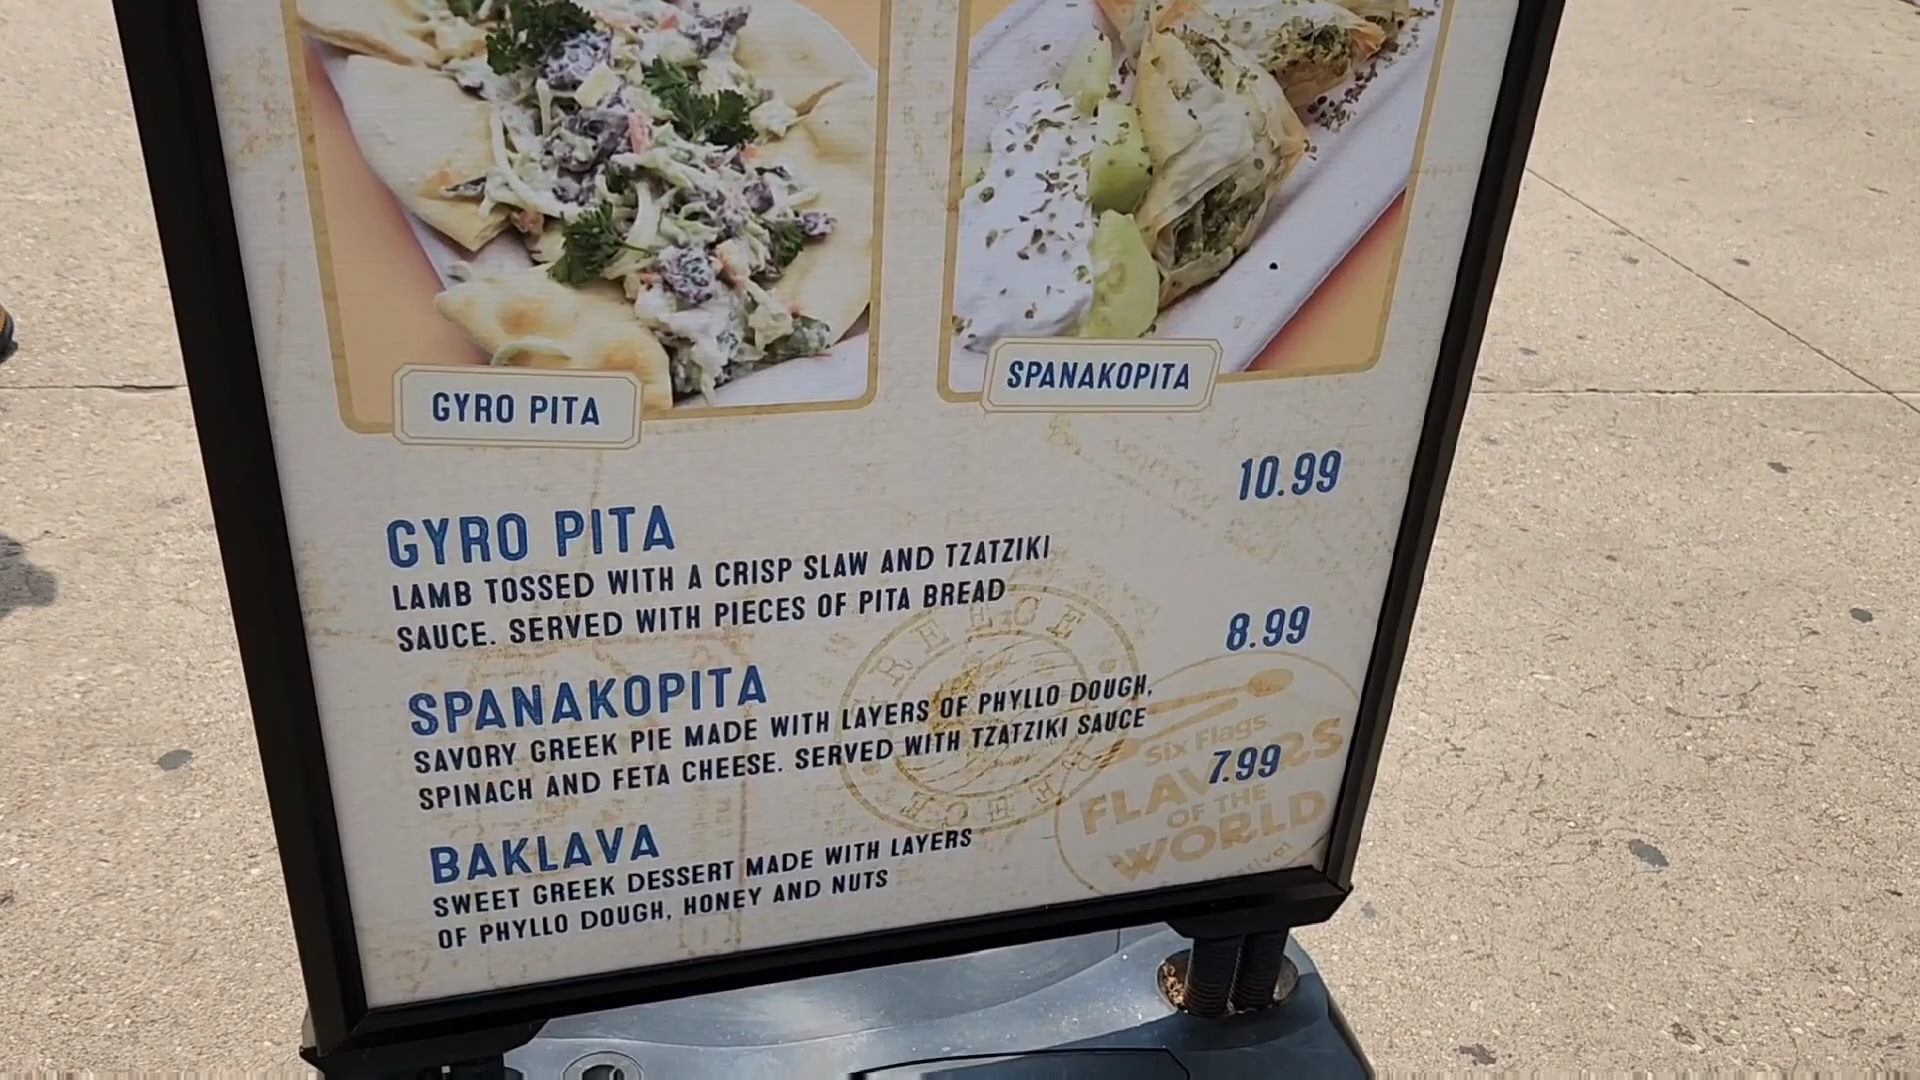 GYRO PITA
SPANAKOPITA
10.99
GYRO PITA
LAMB TOSSED WITH A CRISP SLAW AND TZATZIKI
SAUCE. SERVED WITH PIECES OF PITA BREAD
8.99
SPANAKOPITA
SAVORY GREEK PIE MADE WITH LAYERS OF PHYLLO DOUGH,
SPINACH AND FETA CHEESE. SERVED WITH TZATZIKI SAUCE
7.99
BAKLAVA
SWEET GREEK DESSERT MADE WITH LAYERS
OF PHYLLO DOUGH, HONEY AND NUTS
REECE
Six Flags
FLAVORS
OF THE
WORLD